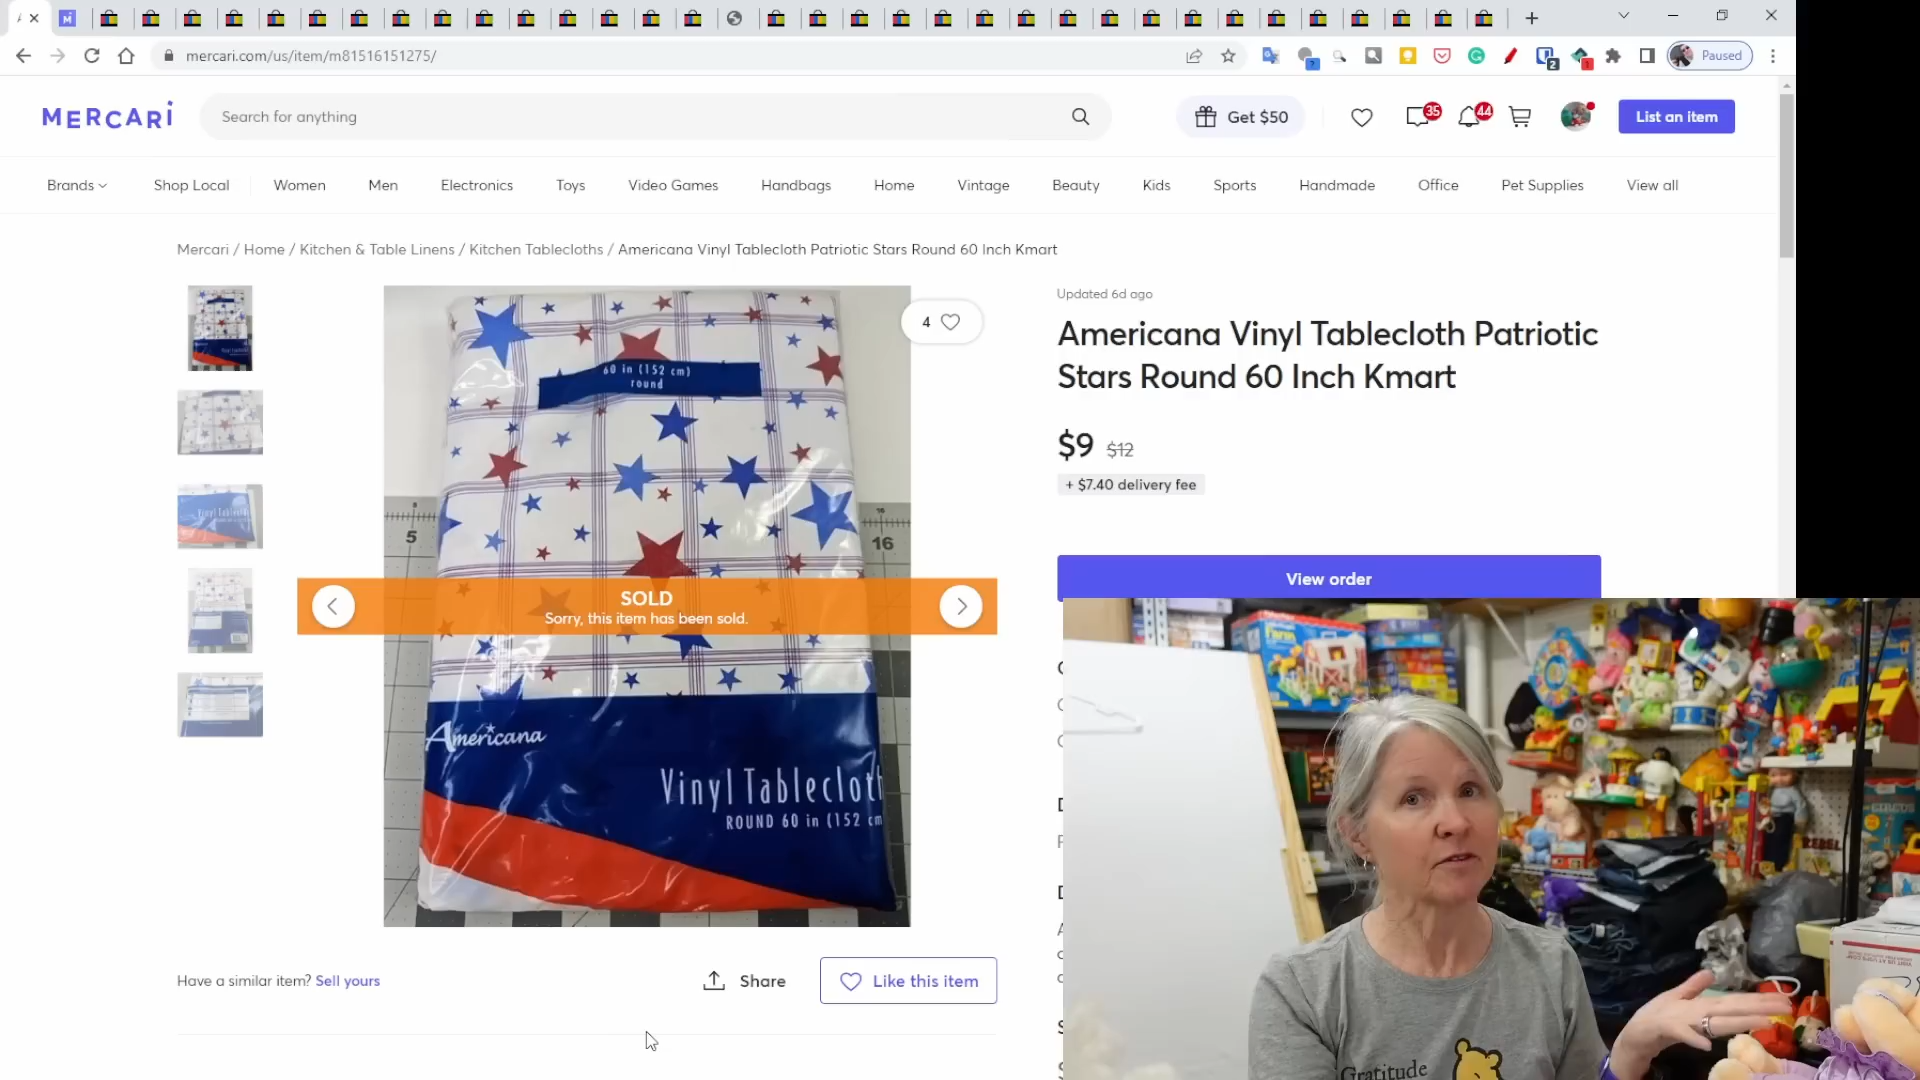 mercari.com/us/item/m81516151275/
2
1
Paused
MERCARI
Search for anything
Get $50
35
44
List an item
Brands
Shop Local
Women
Men
Electronics
Toys
Video Games
Handbags
Home
Vintage
Beauty
Kids
Sports
Handmade
Office
Pet Supplies
View all
Mercari / Home / Kitchen & Table Linens / Kitchen Tablecloths / Americana Vinyl Tablecloth Patriotic Stars Round 60 Inch Kmart
4
60 in (152 cm)
round
5
16
SOLD
Sorry, this item has been sold.
Americana
Vinyl Tablecloth
ROUND 60 in (152 cm
Updated 6d ago
Americana Vinyl Tablecloth Patriotic
Stars Round 60 Inch Kmart
$9 $12
+ $7.40 delivery fee
View order
Have a similar item? Sell yours
Share
Like this item
Farm
REBEL
Gratitude